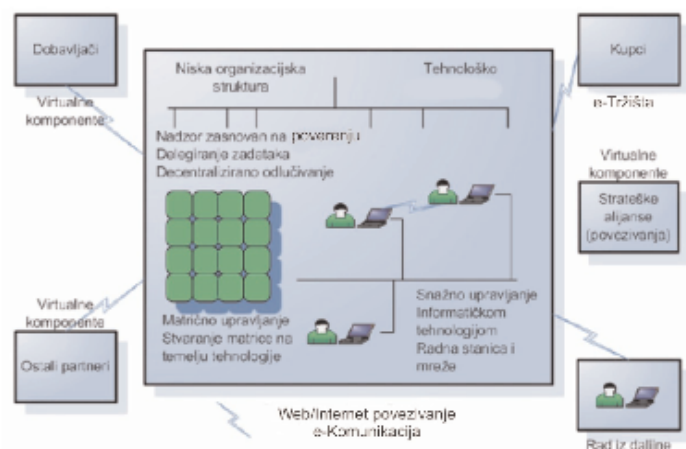 Dobavljači
Virtualne
komponente
Niska organizacijska
struktura
Tehnološko
Kupci
e-Tržišta
Nadzor zasnovan na povərənju
Delegiranje zadataka
Decentralizirano odlučivanje
Virtualne
komponente
Strateške
alijanse
(povezivanja)
Virtualne
kompoponte
Ostali partneri
Matrično upravljanje
Stvaranje matrice na
temelju tehnologije
Snažno upravljanje
Informatičkom
tehnologijom
Radna stanica i
mreže
Web/Internet povezivanje
e-Komunikacija
Rad iz daljine